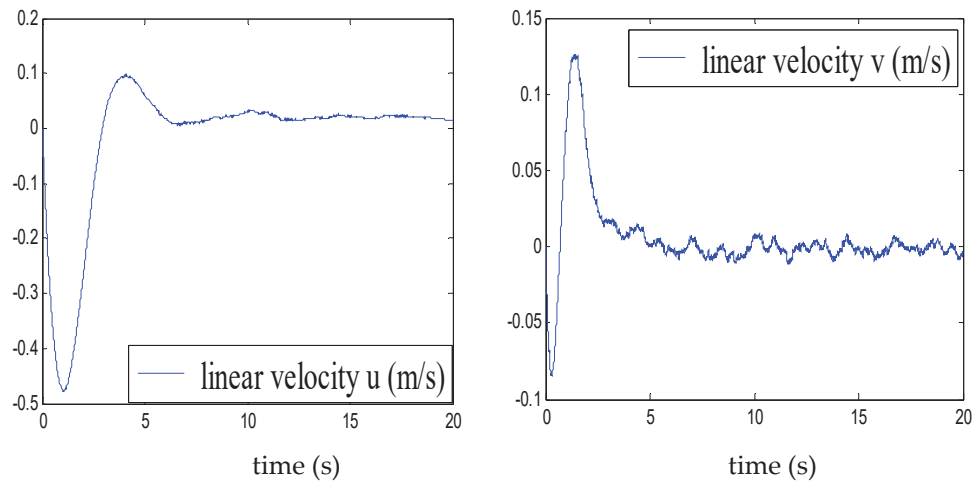 0.2
0.1
0
-0.1
-0.2
-0.3
-0.4
-0.5
linear velocity u (m/s)
0 5 10 15 20
time (s)
0.15
linear velocity v (m/s)
0.1
0.05
0
-0.05
-0.1
0 5 10 15 20
time (s)